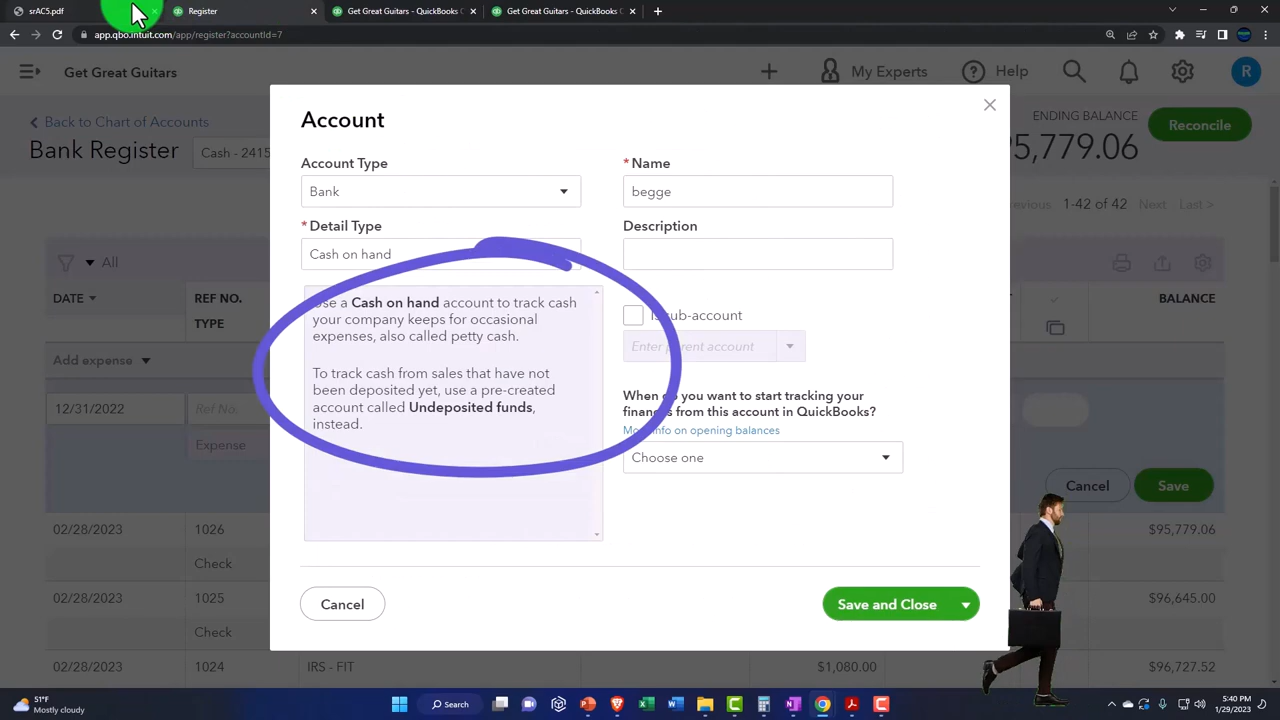 srACS.pdf
Register
Get Great Guitars - QuickBooks C
Get Great Guitars - QuickBooks C
app.qbo.intuit.com/app/register?accountId=7
Get Great Guitars
My Experts
Help
R
Back to Chart of Accounts
Bank Register
Cash - 2415
ENDING BALANCE
5,779.06
Reconcile
Account
Account Type
Bank
* Name
begge
* Detail Type
Cash on hand
Description
Use a Cash on hand account to track cash
your company keeps for occasional
expenses, also called petty cash.
To track cash from sales that have not
been deposited yet, use a pre-created
account called Undeposited funds,
instead.
Is sub-account
Enter parent account
When do you want to start tracking your
finances from this account in QuickBooks?
More info on opening balances
Choose one
Cancel
Save and Close
1-42 of 42 Next Last >
All
DATE
REF NO.
TYPE
BALANCE
Add expense
12/31/2022
Ref No.
Expense
Cancel
Save
02/28/2023
1026
$95,779.06
Check
02/28/2023
1025
$96,645.00
Check
02/28/2023
1024
IRS - FIT
$1,080.00
$96,727.52
51°F
Mostly cloudy
Search
5:40 PM
1/29/2023